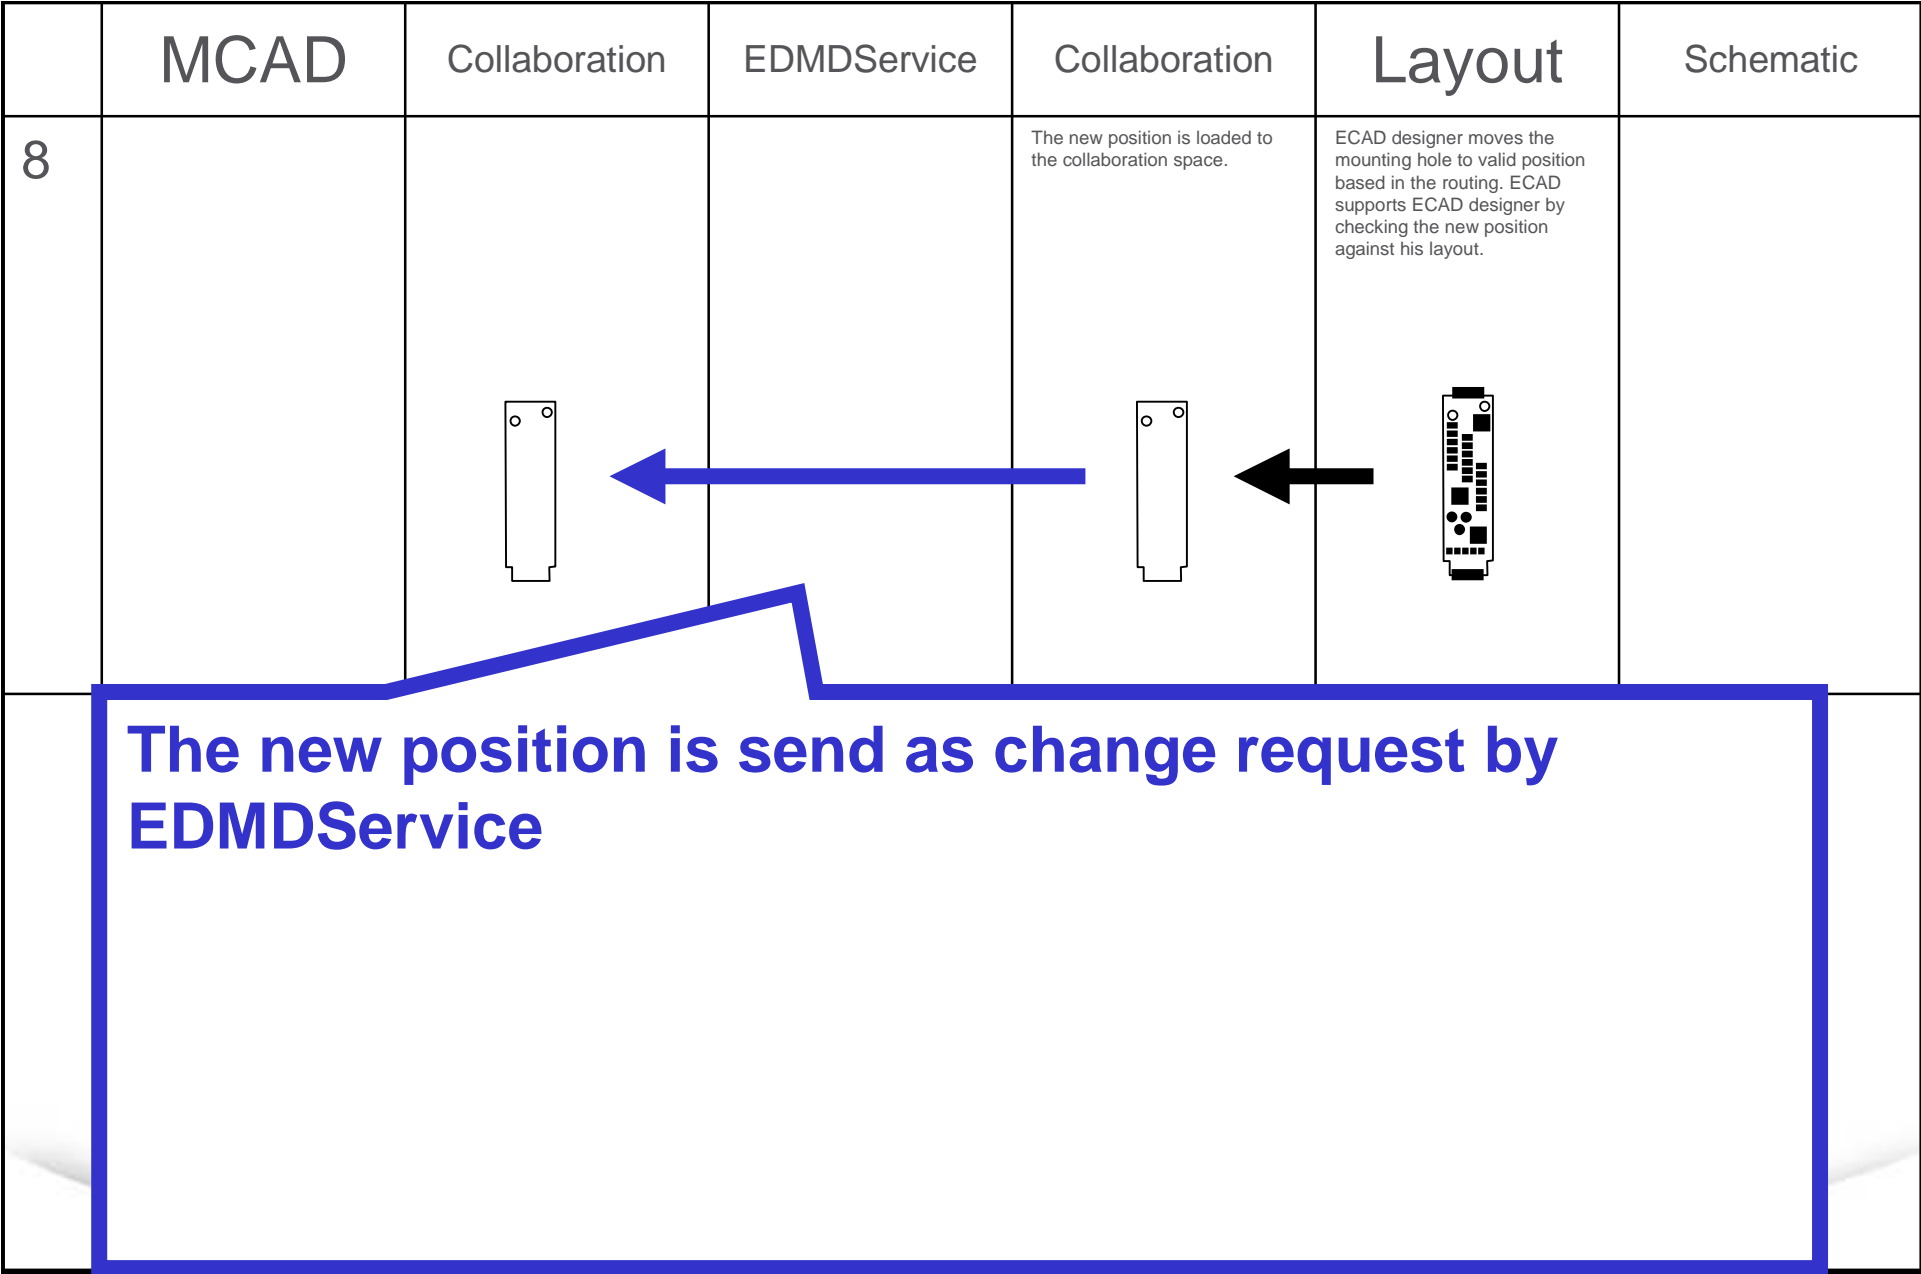 MCAD
Collaboration
EDMDService
Collaboration
Layout
Schematic
8
The new position is loaded to
the collaboration space.
ECAD designer moves the
mounting hole to valid position
based in the routing. ECAD
supports ECAD designer by
checking the new position
against his layout.
The new position is send as change request by
EDMDService